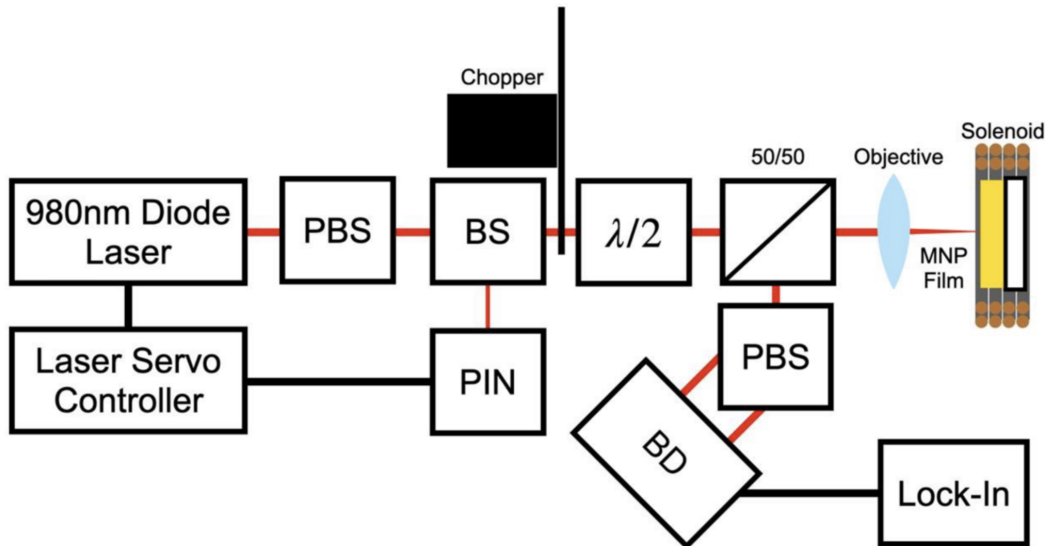 Chopper
Solenoid
50/50
Objective
980nm Diode
Laser
PBS
BS
λ/2
MNP
Film
Laser Servo
Controller
PIN
PBS
BD
Lock-In